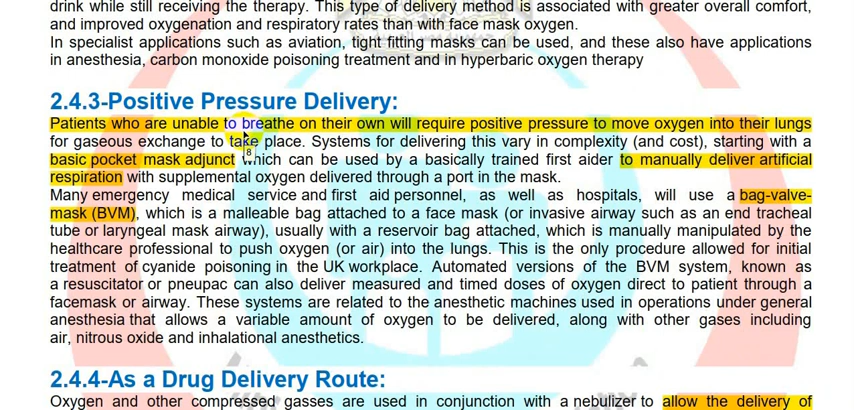 drink while still receiving the therapy. This type of delivery method is associated with greater overall comfort,
and improved oxygenation and respiratory rates than with face mask oxygen.
In specialist applications such as aviation, tight fitting masks can be used, and these also have applications
in anesthesia, carbon monoxide poisoning treatment and in hyperbaric oxygen therapy
2.4.3-Positive Pressure Delivery:
Patients who are unable to breathe on their own will require positive pressure to move oxygen into their lungs
for gaseous exchange to take place. Systems for delivering this vary in complexity (and cost), starting with a
basic pocket mask adjunct which can be used by a basically trained first aider to manually deliver artificial
respiration with supplemental oxygen delivered through a port in the mask.
Many emergency medical service and first aid personnel, as well as hospitals, will use a bag-valve-
mask (BVM), which is a malleable bag attached to a face mask (or invasive airway such as an end tracheal
tube or laryngeal mask airway), usually with a reservoir bag attached, which is manually manipulated by the
healthcare professional to push oxygen (or air) into the lungs. This is the only procedure allowed for initial
treatment of cyanide poisoning in the UK workplace. Automated versions of the BVM system, known as
a resuscitator or pneupac can also deliver measured and timed doses of oxygen direct to patient through a
facemask or airway. These systems are related to the anesthetic machines used in operations under general
anesthesia that allows a variable amount of oxygen to be delivered, along with other gases including
air, nitrous oxide and inhalational anesthetics.
2.4.4-As a Drug Delivery Route:
Oxygen and other compressed gasses are used in conjunction with a nebulizer to allow the delivery of